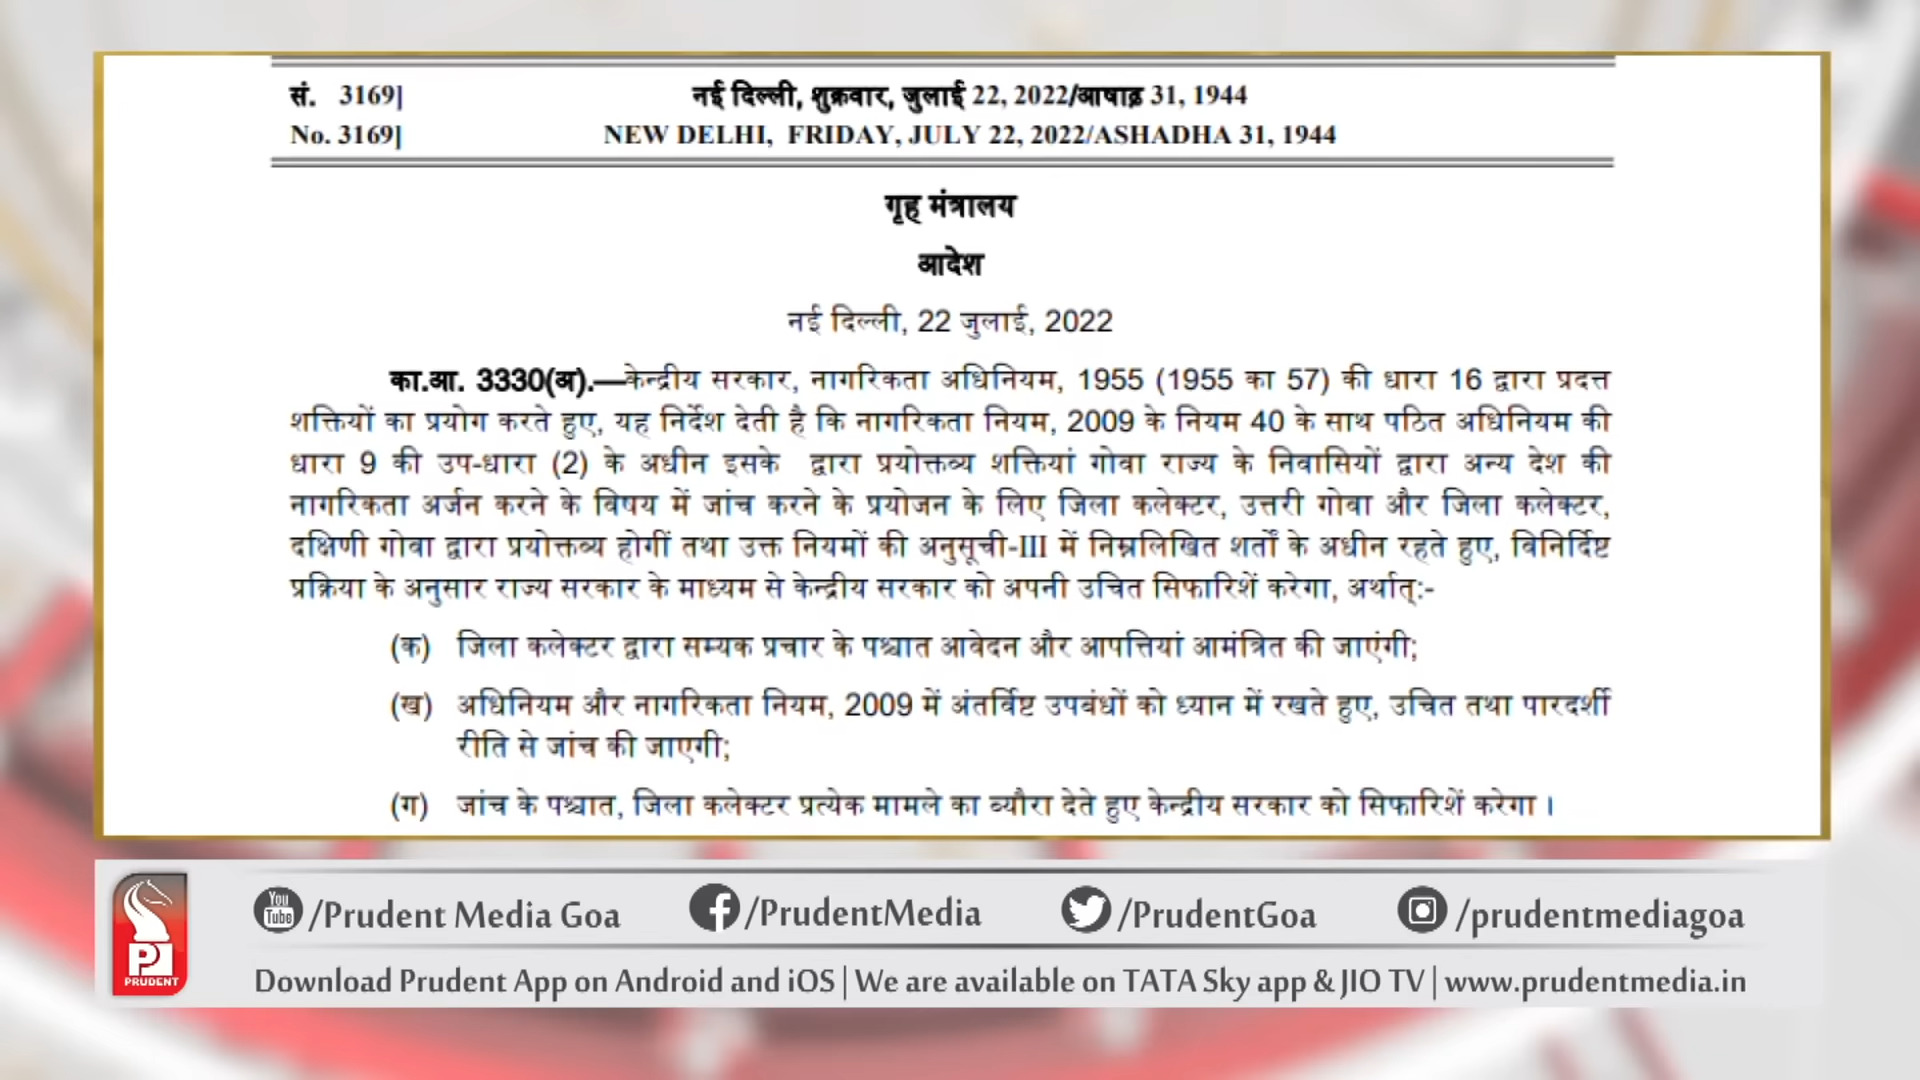 सं. 3169]
नई दिल्ली, शुक्रवार, जुलाई 22, 2022/आषाढ़ 31, 1944
No. 3169]
NEW DELHI, FRIDAY, JULY 22, 2022/ASHADHA 31, 1944
गृह मंत्रालय
आदेश
नई दिल्ली, 22 जुलाई, 2022
का.आ. 3330(अ).—केन्द्रीय सरकार, नागरिकता अधिनियम, 1955 (1955 का 57) की धारा 16 द्वारा प्रदत्त
शक्तियों का प्रयोग करते हुए, यह निर्देश देती है कि नागरिकता नियम, 2009 के नियम 40 के साथ पठित अधिनियम की
धारा 9 की उप-धारा (2) के अधीन इसके द्वारा प्रयोक्तव्य शक्तियां गोवा राज्य के निवासियों द्वारा अन्य देश की
नागरिकता अर्जन करने के विषय में जांच करने के प्रयोजन के लिए जिला कलेक्टर, उत्तरी गोवा और जिला कलेक्टर,
दक्षिणी गोवा द्वारा प्रयोक्तव्य होगीं तथा उक्त नियमों की अनुसूची-III में निम्नलिखित शर्तों के अधीन रहते हुए, विनिर्दिष्ट
प्रक्रिया के अनुसार राज्य सरकार के माध्यम से केन्द्रीय सरकार को अपनी उचित सिफारिशें करेगा, अर्थात्:-
(क) जिला कलेक्टर द्वारा सम्यक प्रचार के पश्चात आवेदन और आपत्तियां आमंत्रित की जाएंगी;
(ख) अधिनियम और नागरिकता नियम, 2009 में अंतर्विष्ट उपबंधों को ध्यान में रखते हुए, उचित तथा पारदर्शी
रीति से जांच की जाएगी;
(ग) जांच के पश्चात, जिला कलेक्टर प्रत्येक मामले का ब्यौरा देते हुए केन्द्रीय सरकार को सिफारिशें करेगा ।
You Tube /Prudent Media Goa /PrudentMedia /PrudentGoa /prudentmediagoa
PRUDENT
Download Prudent App on Android and iOS | We are available on TATA Sky app & JIO TV | www.prudentmedia.in